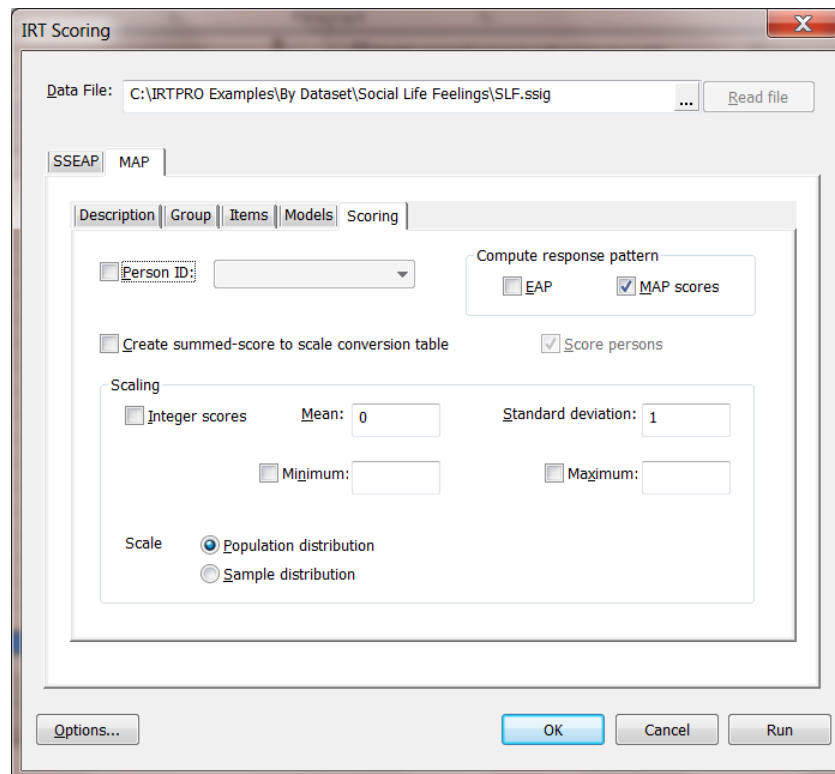 IRT Scoring
X
Data File: C:\IRTPRO Examples\By Dataset\Social Life Feelings\SLF.ssig ... Read file
SSEAP MAP
Description Group Items Models Scoring
Person ID:
Compute response pattern
EAP MAP scores
Create summed-score to scale conversion table Score persons
Scaling
Integer scores Mean: 0 Standard deviation: 1
Minimum: Maximum:
Scale Population distribution
Sample distribution
Options... OK Cancel Run